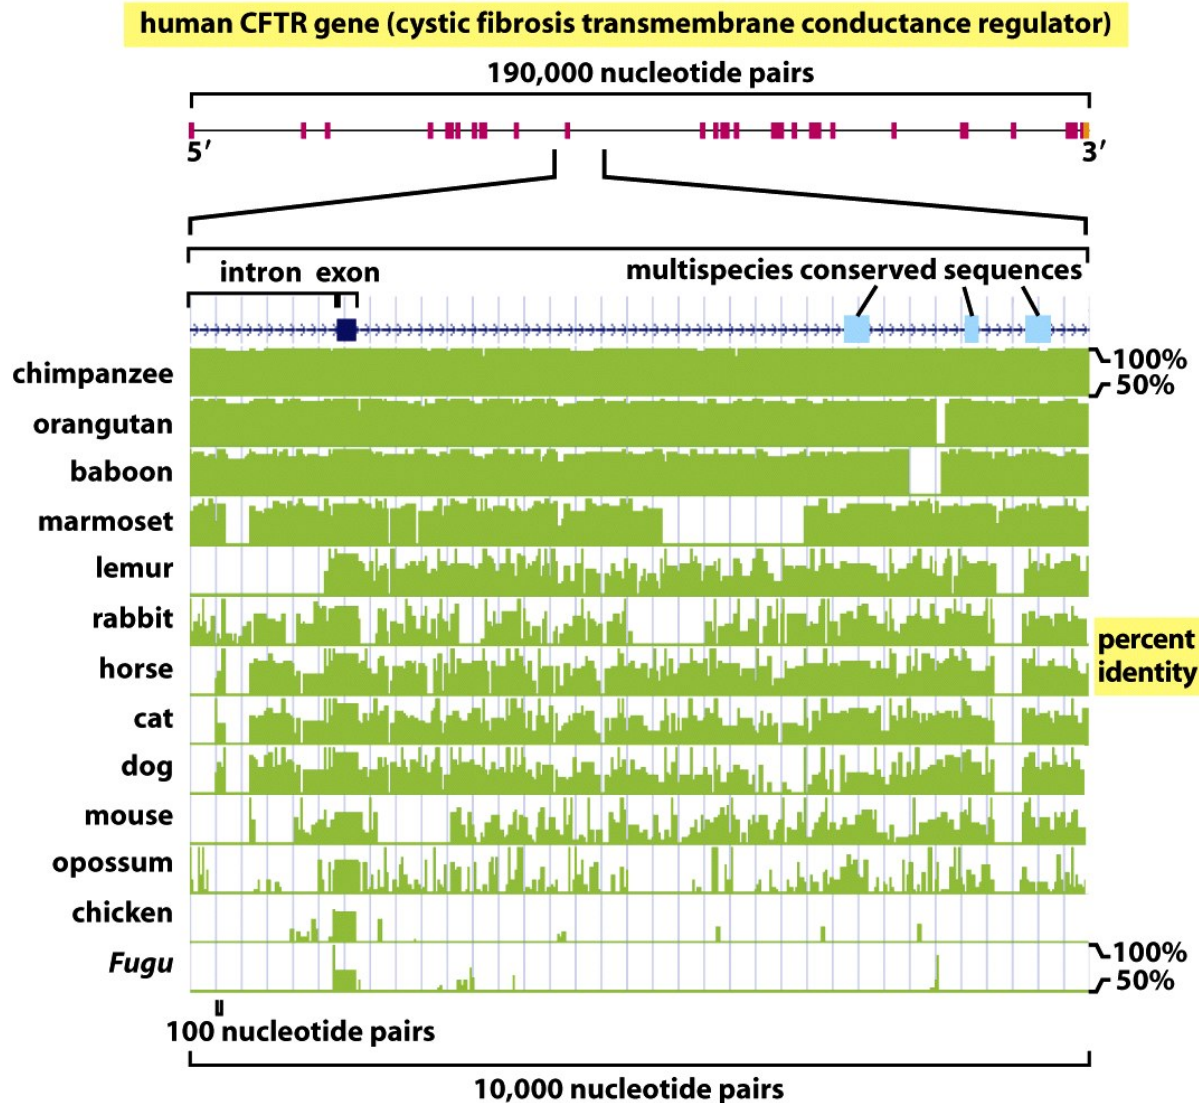 human CFTR gene (cystic fibrosis transmembrane conductance regulator)
190,000 nucleotide pairs
5′
3′
intron exon
multispecies conserved sequences
chimpanzee
100%
50%
orangutan
baboon
marmoset
lemur
rabbit
percent
identity
horse
cat
dog
mouse
opossum
chicken
Fugu
100%
50%
100 nucleotide pairs
10,000 nucleotide pairs